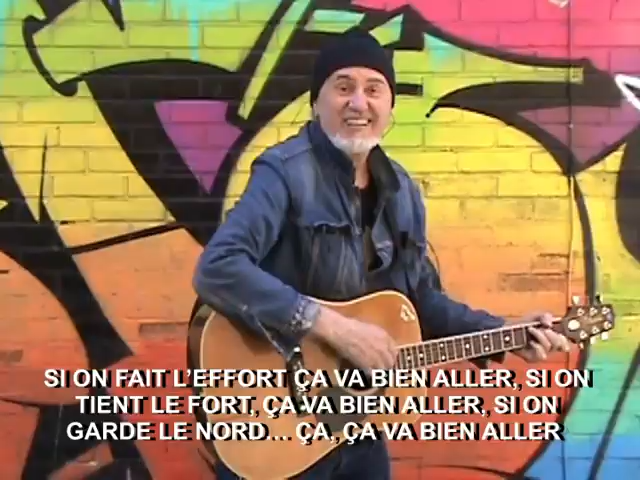 SI ON FAIT L'EFFORT ÇA VA BIEN ALLER, SI ON
TIENT LE FORT, ÇA VA BIEN ALLER, SI ON
GARDE LE NORD... ÇA, ÇA VA BIEN ALLER